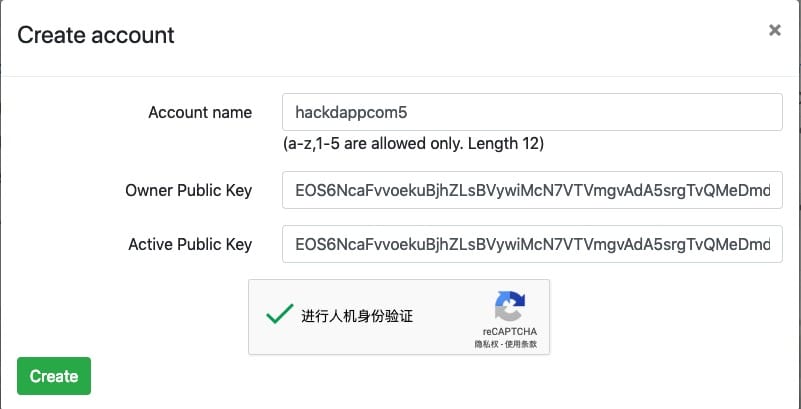 Create account
×
Account name
hackdappcom5
(a-z,1-5 are allowed only. Length 12)
Owner Public Key
EOS6NcaFvvoekuBjhZLsBVywiMcN7VTVmgvAdA5srgTvQMeDmd
Active Public Key
EOS6NcaFvvoekuBjhZLsBVywiMcN7VTVmgvAdA5srgTvQMeDmd
进行人机身份验证
reCAPTCHA
隐私权 - 使用条款
Create